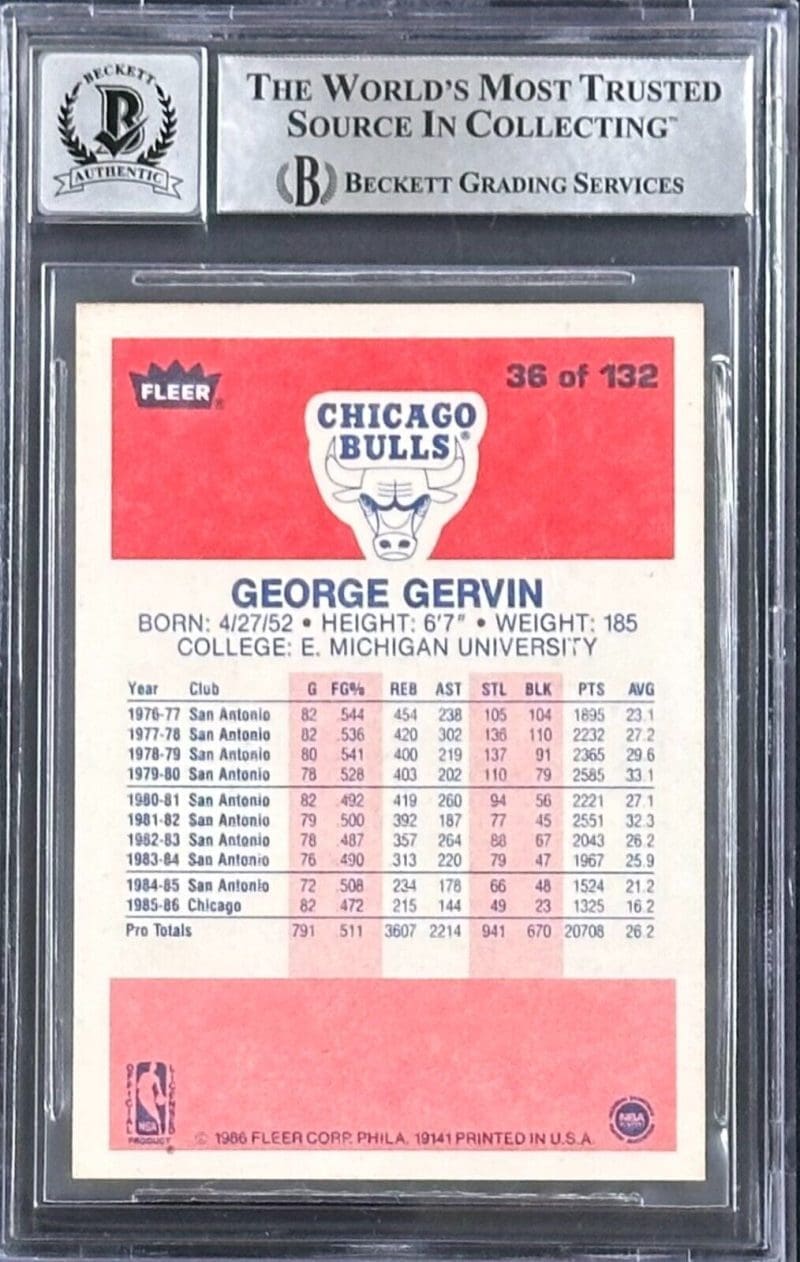 BECKETT
B
AUTHENTIC
THE WORLD'S MOST TRUSTED
SOURCE IN COLLECTING™
B BECKETT GRADING SERVICES
FLEER®
36 of 132
CHICAGO
BULLS®
GEORGE GERVIN
BORN: 4/27/52 • HEIGHT: 6'7" • WEIGHT: 185
COLLEGE: E. MICHIGAN UNIVERSITY
Year Club G FG% REB AST STL BLK PTS AVG
1976-77 San Antonio 82 .544 454 238 105 104 1895 23.1
1977-78 San Antonio 82 .536 420 302 136 110 2232 27.2
1978-79 San Antonio 80 .541 400 219 137 91 2365 29.6
1979-80 San Antonio 78 .528 403 202 110 79 2585 33.1
1980-81 San Antonio 82 .492 419 260 94 56 2221 27.1
1981-82 San Antonio 79 .500 392 187 77 45 2551 32.3
1982-83 San Antonio 78 .487 357 264 88 67 2043 26.2
1983-84 San Antonio 76 .490 313 220 79 47 1967 25.9
1984-85 San Antonio 72 .508 234 178 66 48 1524 21.2
1985-86 Chicago 82 .472 215 144 49 23 1325 16.2
Pro Totals 791 .511 3607 2214 941 670 20708 26.2
OFFICIAL
LICENSED
NBA
PRODUCT
®
© 1986 FLEER CORP. PHILA. 19141 PRINTED IN U.S.A.
NBA